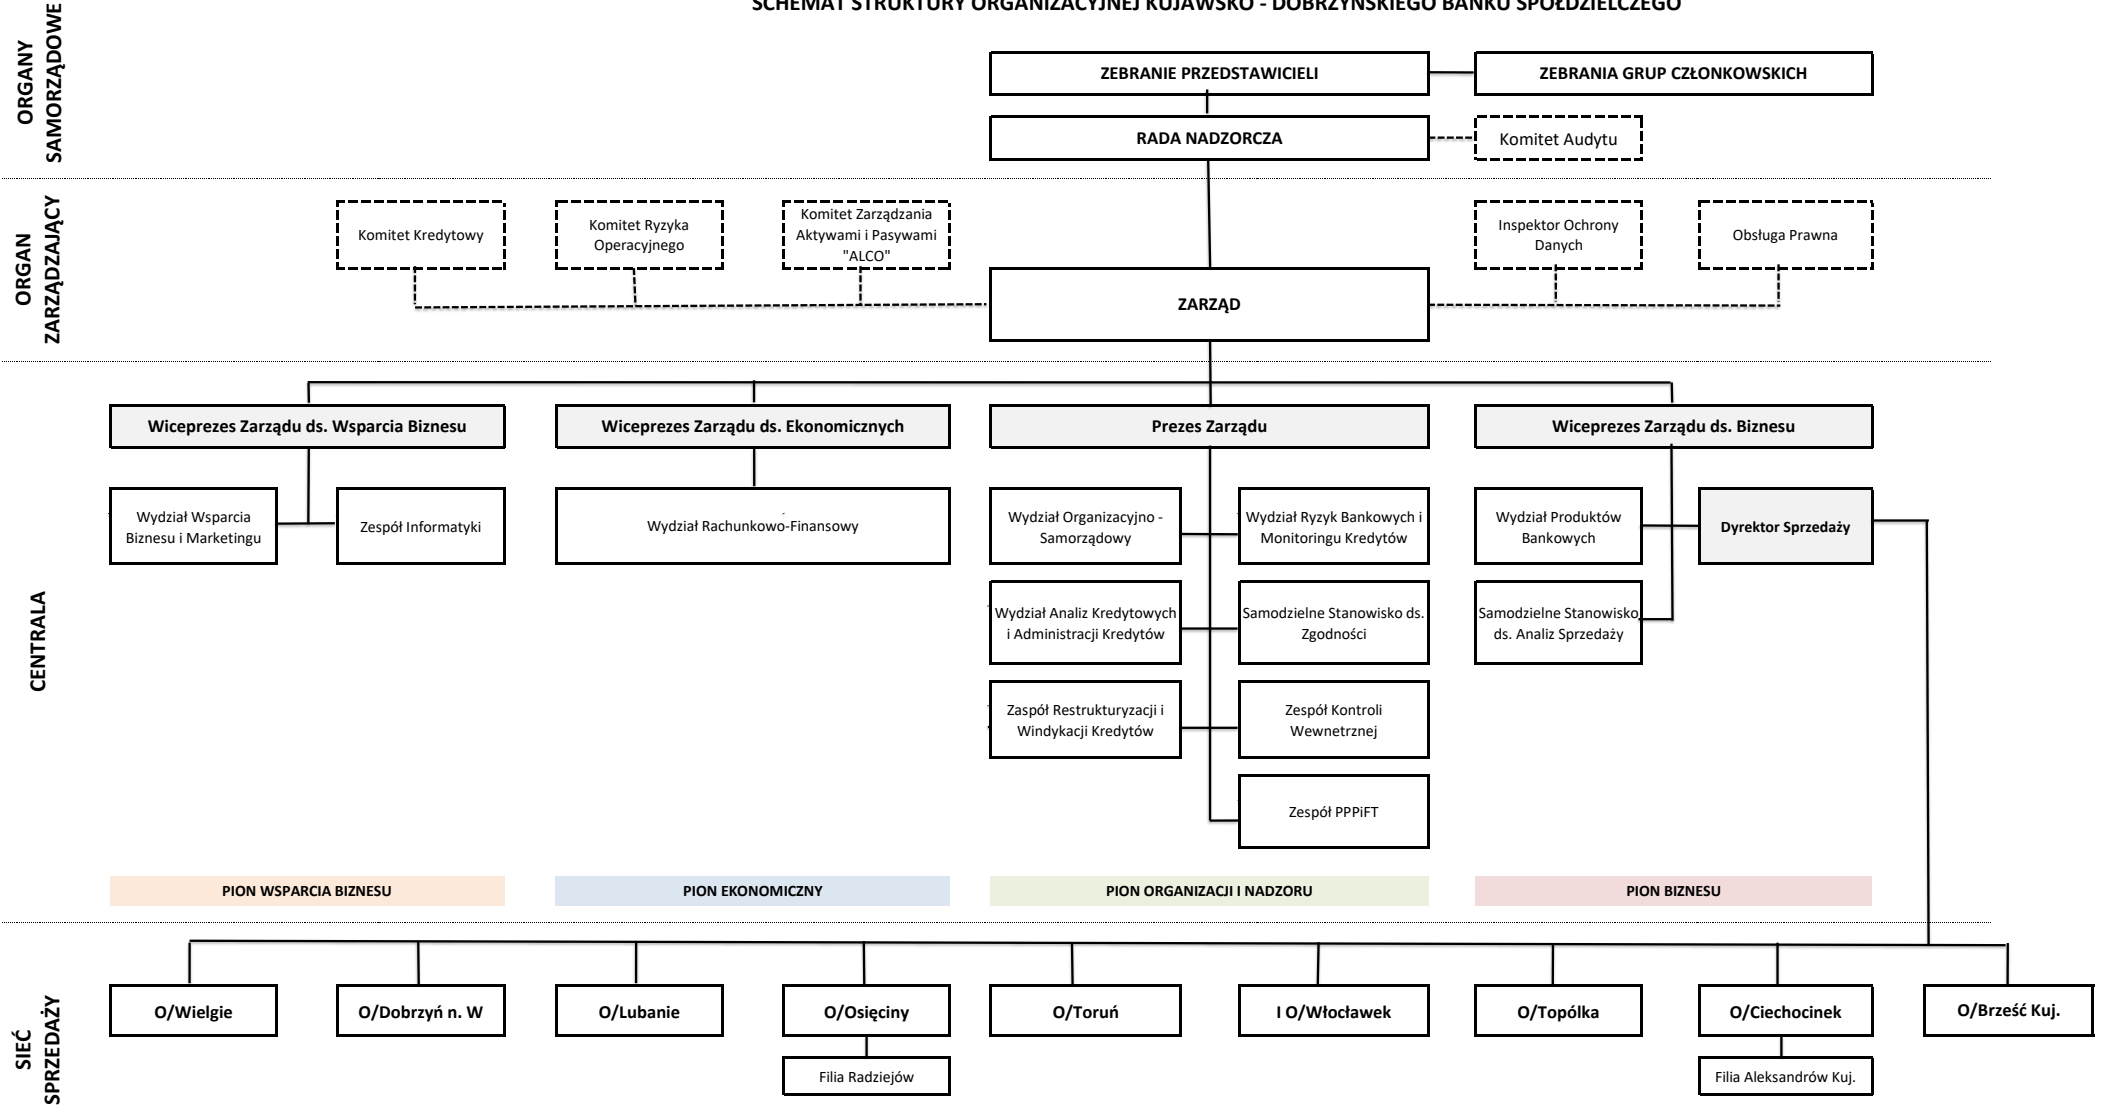 SCHEMAT STRUKTURY ORGANIZACYJNEJ KUJAWSKO - DOBRZYŃSKIEGO BANKU SPÓŁDZIELCZEGO
ORGANY
SAMORZĄDOWE
ZEBRANIE PRZEDSTAWICIELI
ZEBRANIA GRUP CZŁONKOWSKICH
RADA NADZORCZA
Komitet Audytu
ORGAN
ZARZĄDZAJĄCY
Komitet Kredytowy
Komitet Ryzyka
Operacyjnego
Komitet Zarządzania
Aktywami i Pasywami
"ALCO"
Inspektor Ochrony
Danych
Obsługa Prawna
ZARZĄD
CENTRALA
Wiceprezes Zarządu ds. Wsparcia Biznesu
Wiceprezes Zarządu ds. Ekonomicznych
Prezes Zarządu
Wiceprezes Zarządu ds. Biznesu
Wydział Wsparcia
Biznesu i Marketingu
Zespół Informatyki
Wydział Rachunkowo-Finansowy
Wydział Organizacyjno -
Samorządowy
Wydział Ryzyk Bankowych i
Monitoringu Kredytów
Wydział Produktów
Bankowych
Dyrektor Sprzedaży
Wydział Analiz Kredytowych
i Administracji Kredytów
Samodzielne Stanowisko ds.
Zgodności
Samodzielne Stanowisko
ds. Analiz Sprzedaży
Zaspół Restrukturyzacji i
Windykacji Kredytów
Zespół Kontroli
Wewnetrznej
Zespół PPPiFT
PION WSPARCIA BIZNESU
PION EKONOMICZNY
PION ORGANIZACJI I NADZORU
PION BIZNESU
SIEĆ
SPRZEDAŻY
O/Wielgie
O/Dobrzyń n. W
O/Lubanie
O/Osięciny
O/Toruń
I O/Włocławek
O/Topólka
O/Ciechocinek
O/Brześć Kuj.
Filia Radziejów
Filia Aleksandrów Kuj.